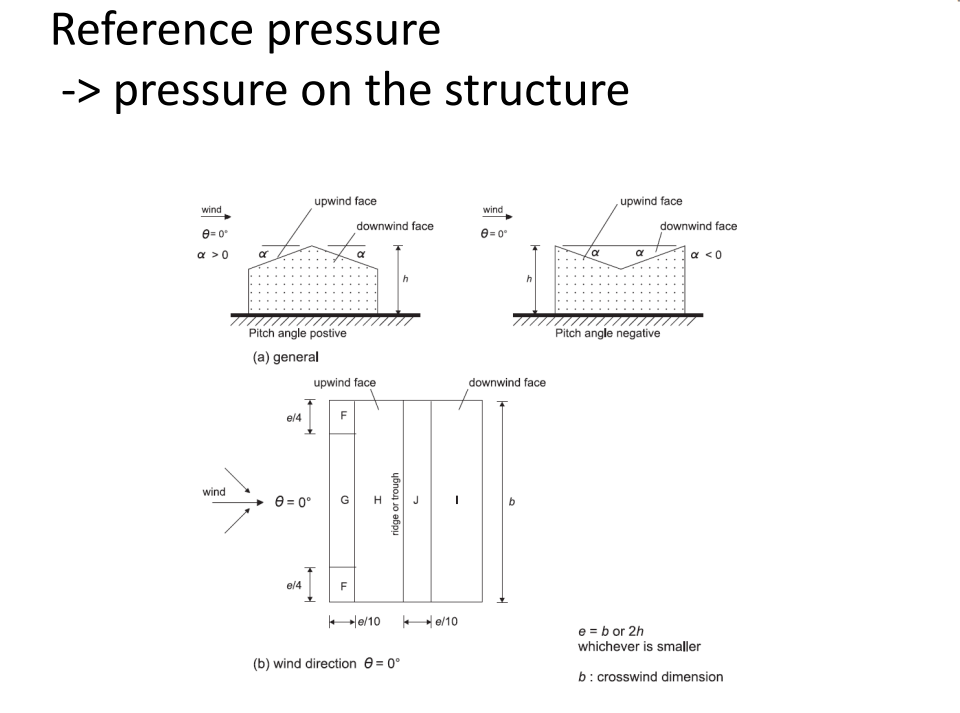 Reference pressure
-> pressure on the structure
upwind face
wind
downwind face
θ = 0°
α > 0
α
α
h
Pitch angle postive
upwind face
wind
downwind face
θ = 0°
α
α
α < 0
h
Pitch angle negative
(a) general
upwind face
downwind face
e/4
F
wind
θ = 0°
G
H
ridge or trough
J
I
b
e/4
F
e/10
e/10
e = b or 2h
whichever is smaller
(b) wind direction θ = 0°
b : crosswind dimension